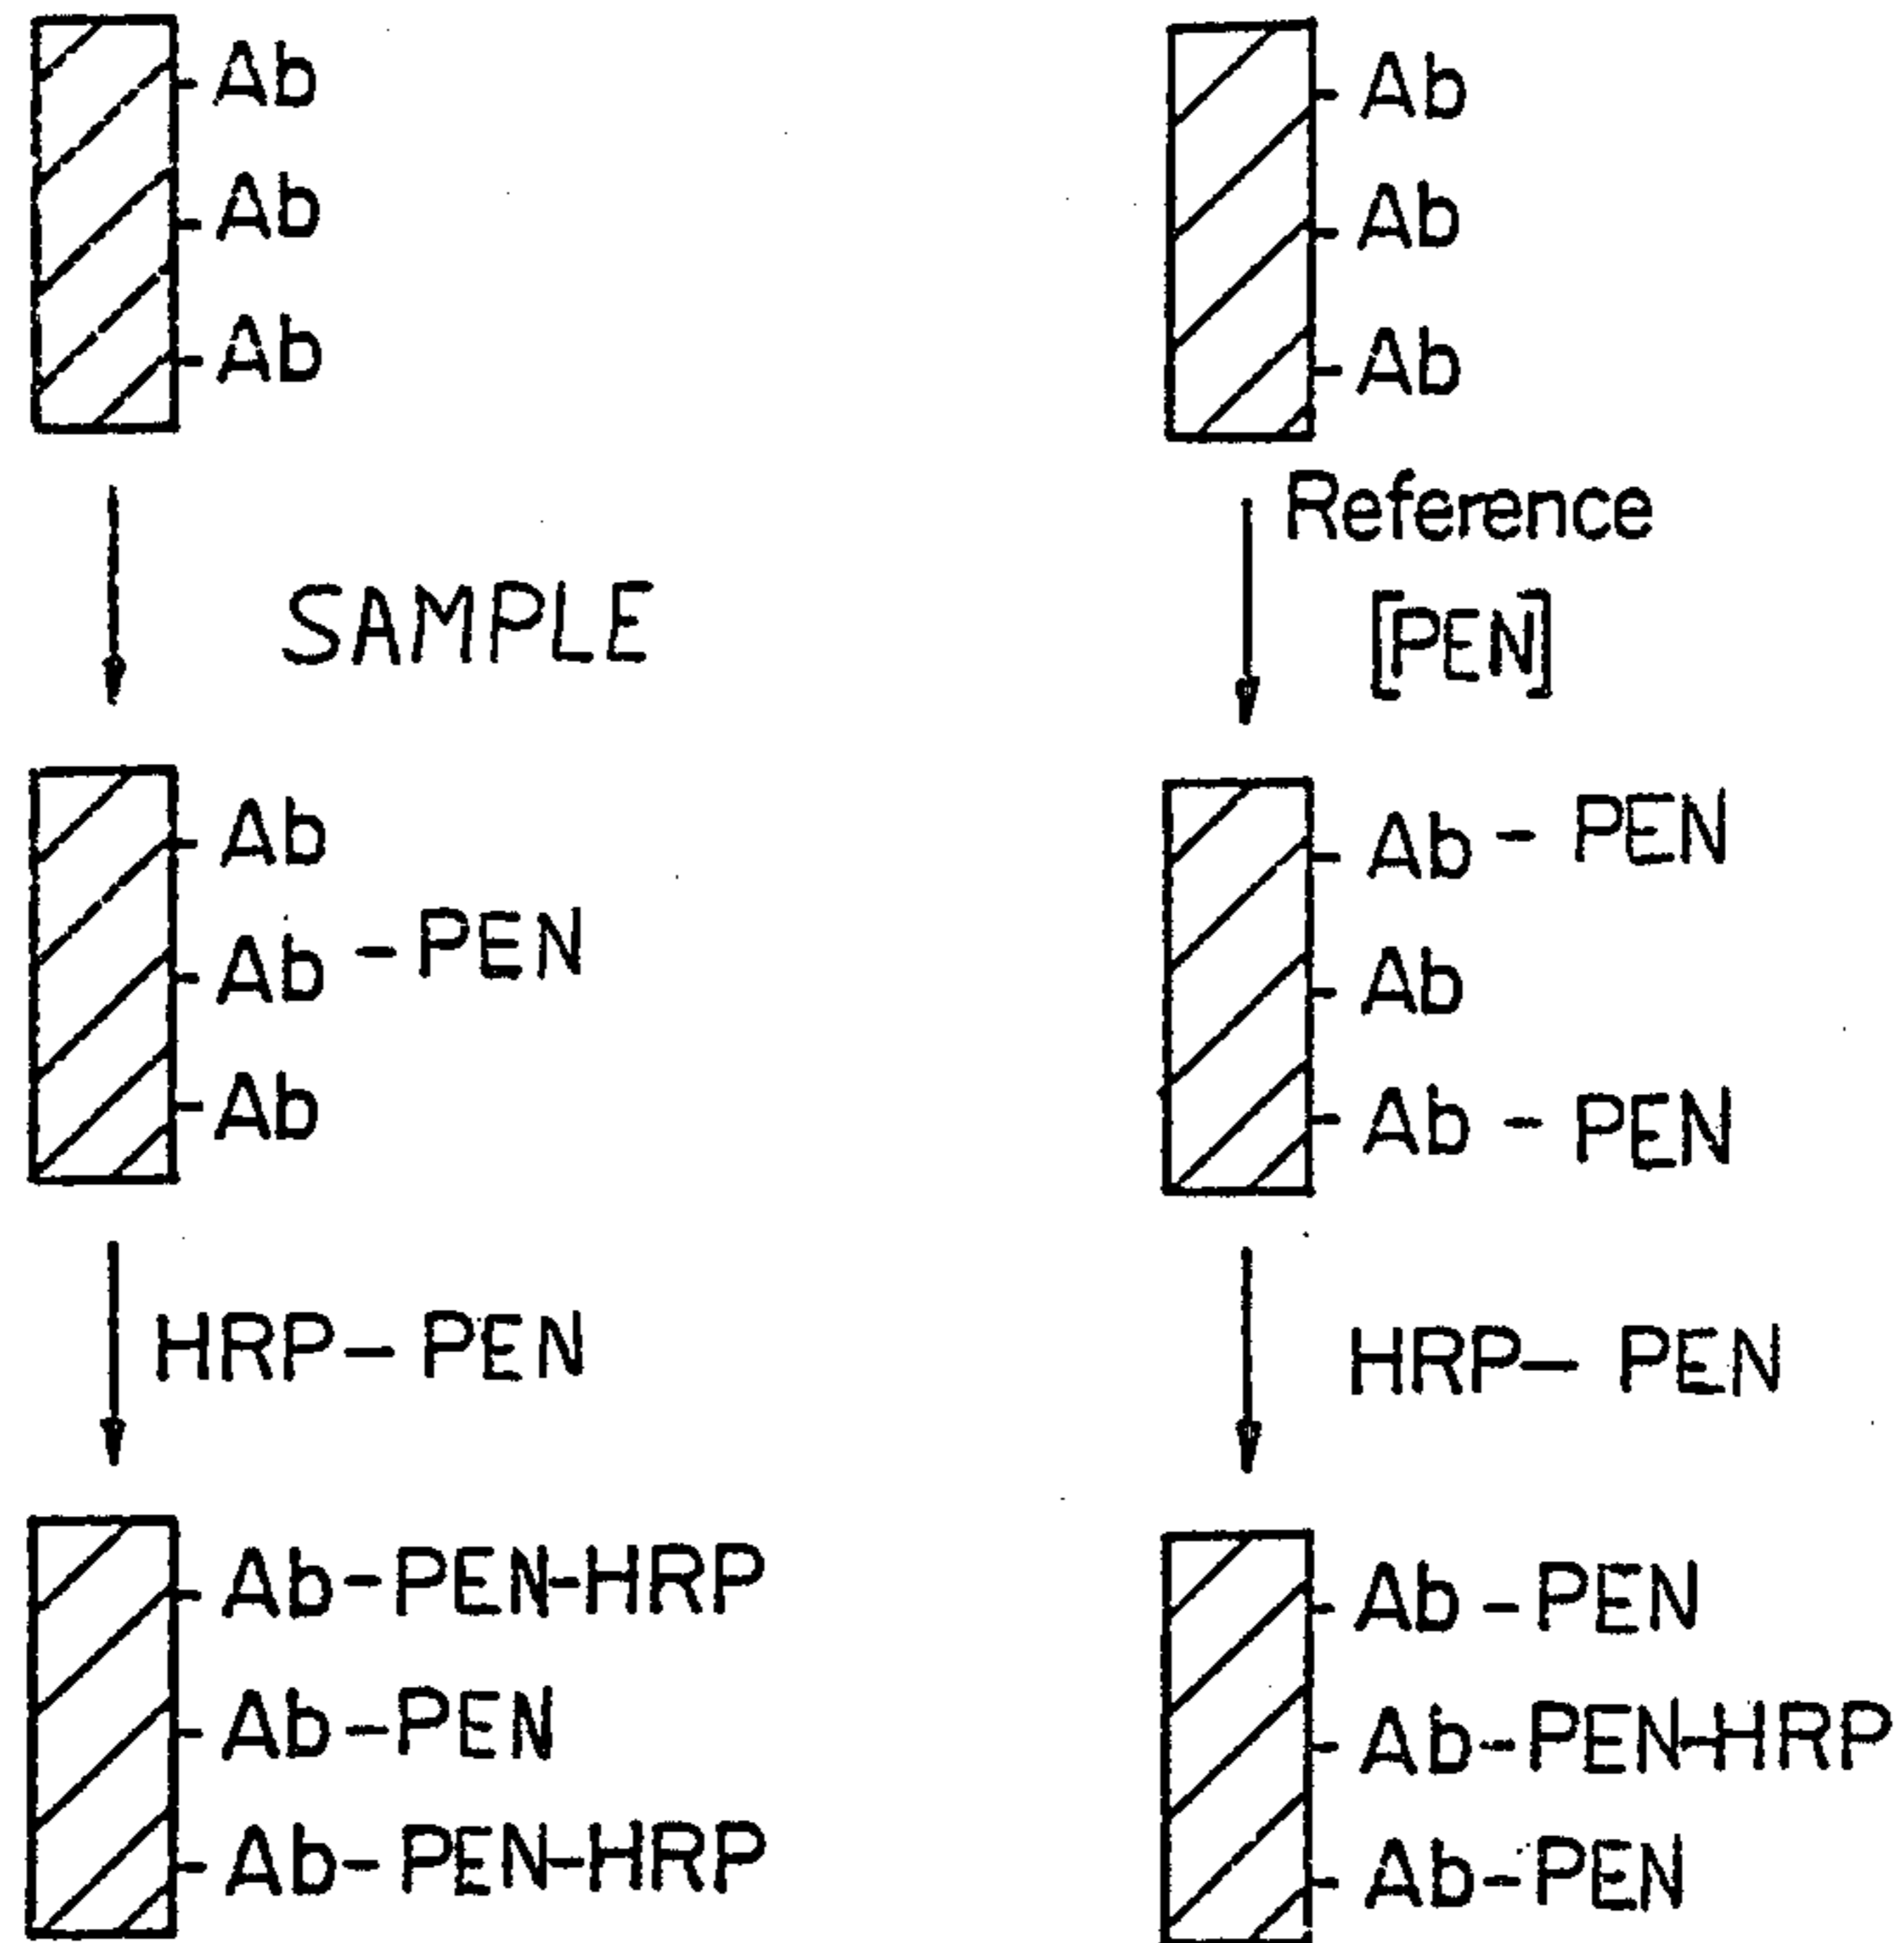 Ab
Ab
Ab
SAMPLE
Ab
Ab - PEN
Ab
HRP - PEN
Ab-PEN-HRP
Ab-PEN
Ab-PEN-HRP
Ab
Ab
Ab
Reference
[PEN]
Ab - PEN
Ab
Ab - PEN
HRP - PEN
Ab - PEN
Ab-PEN-HRP
Ab-PEN